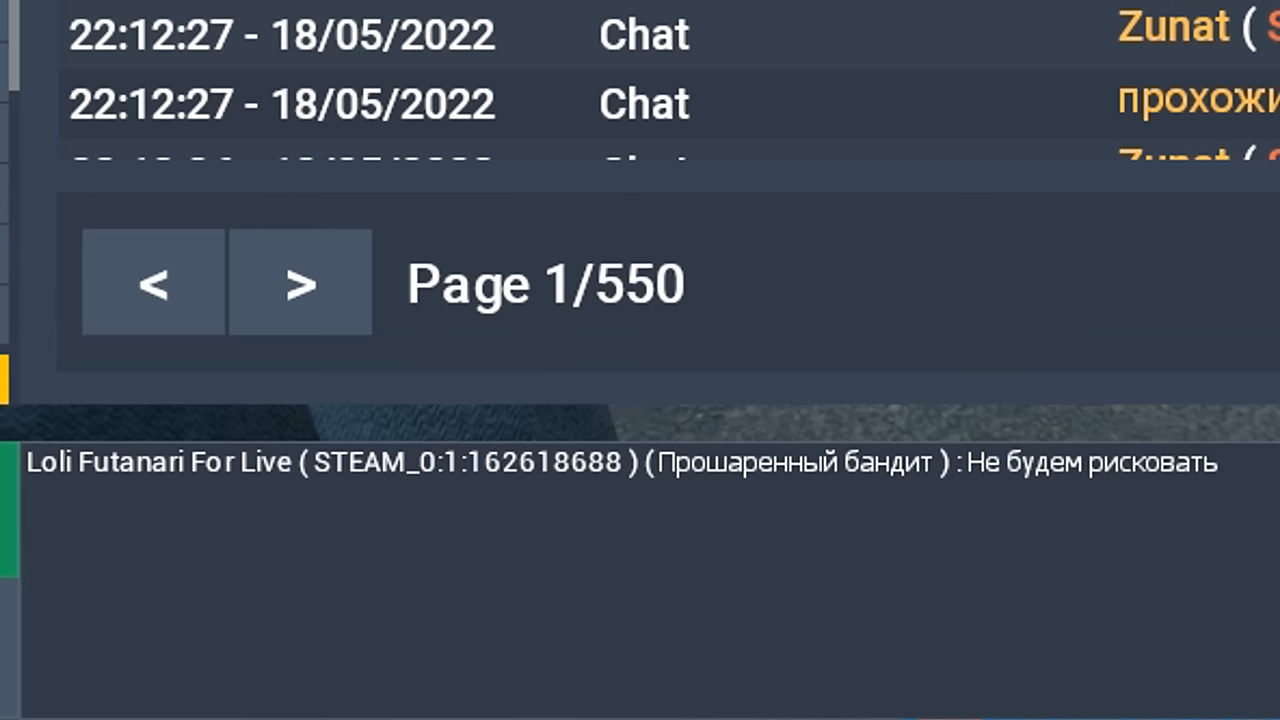 22:12:27 - 18/05/2022 Chat Zunat (
22:12:27 - 18/05/2022 Chat прохожи
Zunat (
< > Page 1/550
Loli Futanari For Live ( STEAM_0:1:162618688 ) ( Прошаренный бандит ) : Не будем рисковать